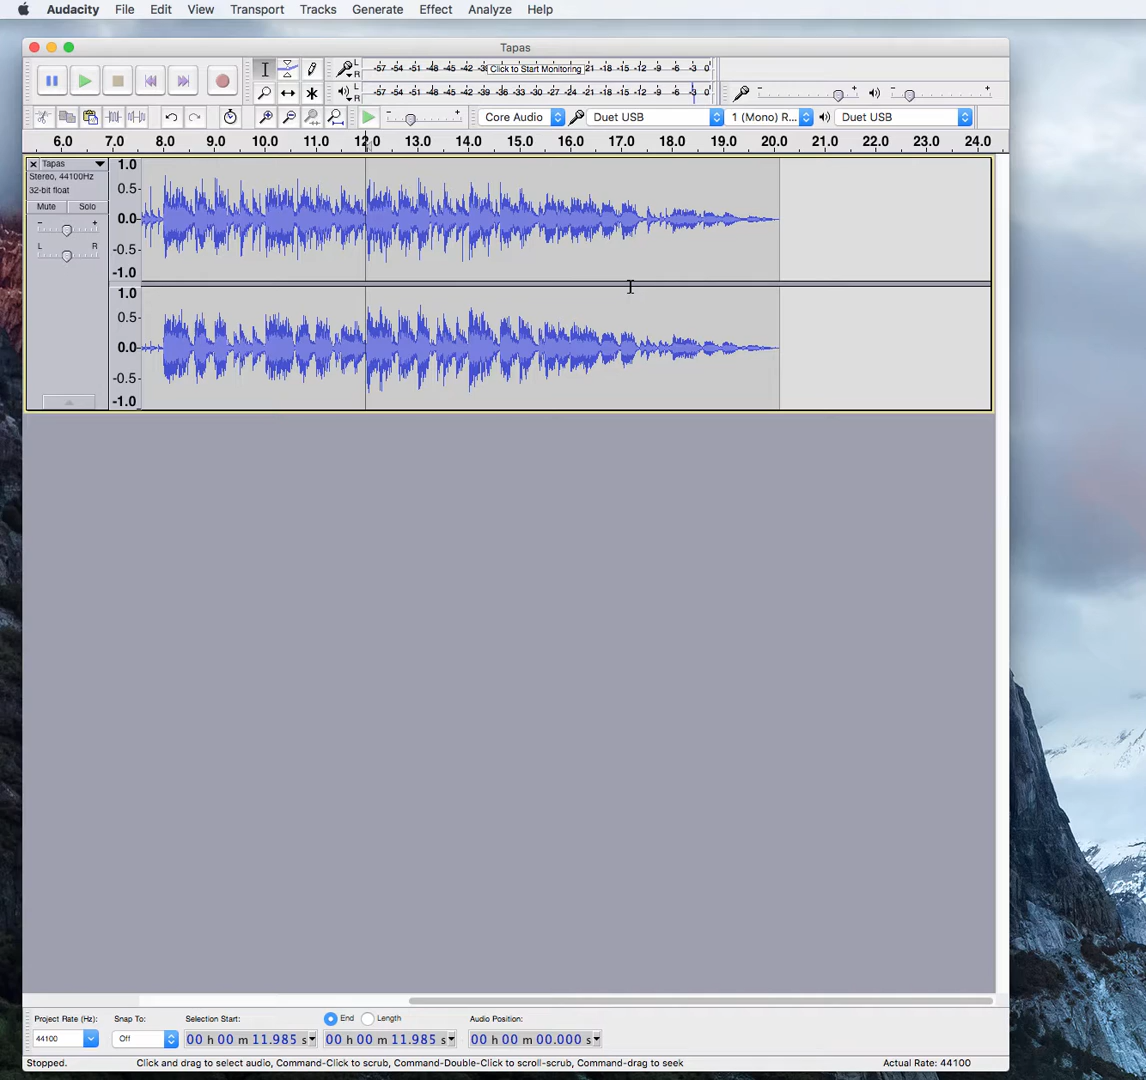 Audacity File Edit View Transport Tracks Generate Effect Analyze Help
Tapas
L R -57 -54 -51 -48 -45 -42 Click to Start Monitoring 21 -18 -15 -12 -9 -6 -3 0
L R -57 -54 -51 -48 -45 -42 -39 -36 -33 -30 -27 -24 -21 -18 -15 -12 -9 -6 -3 0
Core Audio Duet USB 1 (Mono) R... Duet USB
6.0 7.0 8.0 9.0 10.0 11.0 12.0 13.0 14.0 15.0 16.0 17.0 18.0 19.0 20.0 21.0 22.0 23.0 24.0
Tapas
Stereo, 44100Hz
32-bit float
Mute Solo
- +
L R
1.0
0.5-
0.0-
-0.5-
-1.0
1.0
0.5-
0.0-
-0.5-
-1.0
Project Rate (Hz): Snap To: Selection Start: End Length Audio Position:
44100 Off 00 h 00 m 11.985 s 00 h 00 m 11.985 s 00 h 00 m 00.000 s
Stopped. Click and drag to select audio, Command-Click to scrub, Command-Double-Click to scroll-scrub, Command-drag to seek Actual Rate: 44100